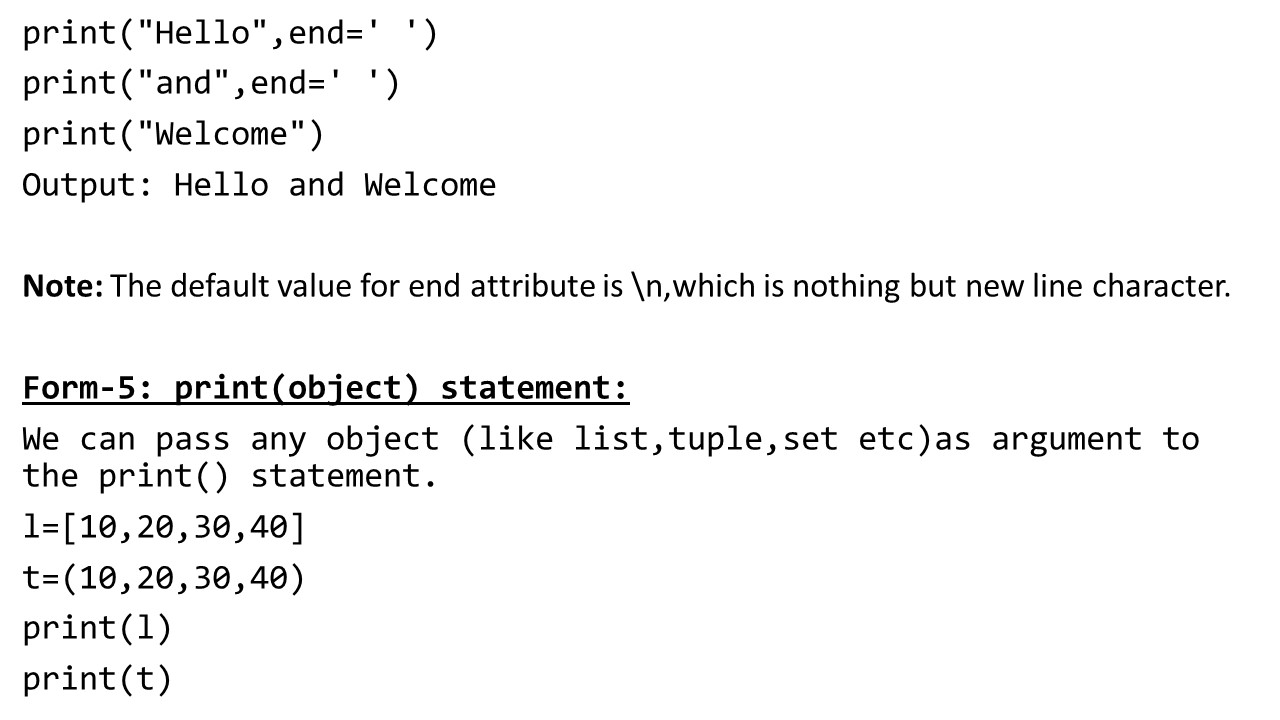 print("Hello",end=' ')
print("and",end=' ')
print("Welcome")
Output: Hello and Welcome
Note: The default value for end attribute is \n,which is nothing but new line character.
Form-5: print(object) statement:
We can pass any object (like list,tuple,set etc)as argument to
the print() statement.
l=[10,20,30,40]
t=(10,20,30,40)
print(l)
print(t)